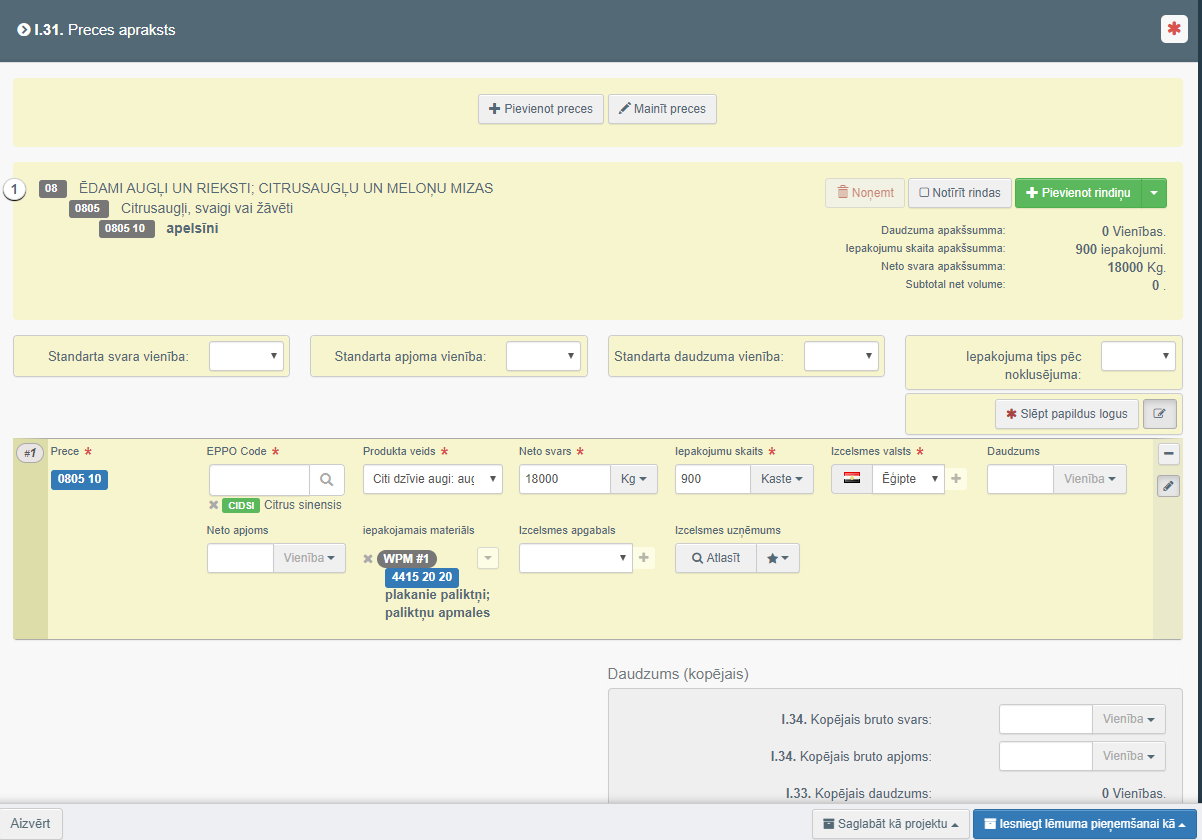 I.31. Preces apraksts
Pievienot preces Mainīt preces
1 08 ĒDAMI AUGĻI UN RIEKSTI; CITRUSAUGĻU UN MELOŅU MIZAS
Noņemt Notīrīt rindas Pievienot rindiņu
0805 Citrusaugļi, svaigi vai žāvēti
0805 10 apelsīni
Daudzuma apakšsumma: 0 Vienības.
Iepakojumu skaita apakšsumma: 900 iepakojumi.
Neto svara apakšsumma: 18000 Kg.
Subtotal net volume: 0 .
Standarta svara vienība: Standarta apjoma vienība: Standarta daudzuma vienība: Iepakojuma tips pēc
noklusējuma:
Slēpt papildus logus
#1 Prece * EPPO Code * Produkta veids * Neto svars * Iepakojumu skaits * Izcelsmes valsts * Daudzums
0805 10 Citi dzīvie augi: aug 18000 Kg 900 Kaste Ēģipte Vienība
CIDSI Citrus sinensis
Neto apjoms iepakojamais materiāls Izcelsmes apgabals Izcelsmes uzņēmums
Vienība WPM #1 Atlasīt
4415 20 20
plakanie paliktņi;
paliktņu apmales
Daudzums (kopējais)
I.34. Kopējais bruto svars: Vienība
I.34. Kopējais bruto apjoms: Vienība
I.33. Kopējais daudzums: 0 Vienības.
Aizvērt Saglabāt kā projektu Iesniegt lēmuma pieņemšanai kā